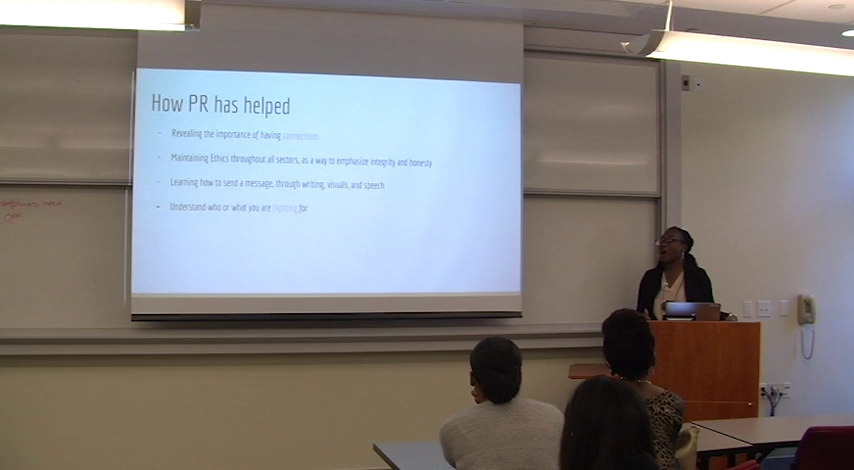 How PR has helped
- Revealing the importance of having connections
- Maintaining Ethics throughout all sectors, as a way to emphasize integrity and honesty
- Learning how to send a message, through writing, visuals, and speech
- Understand who or what you are fighting for